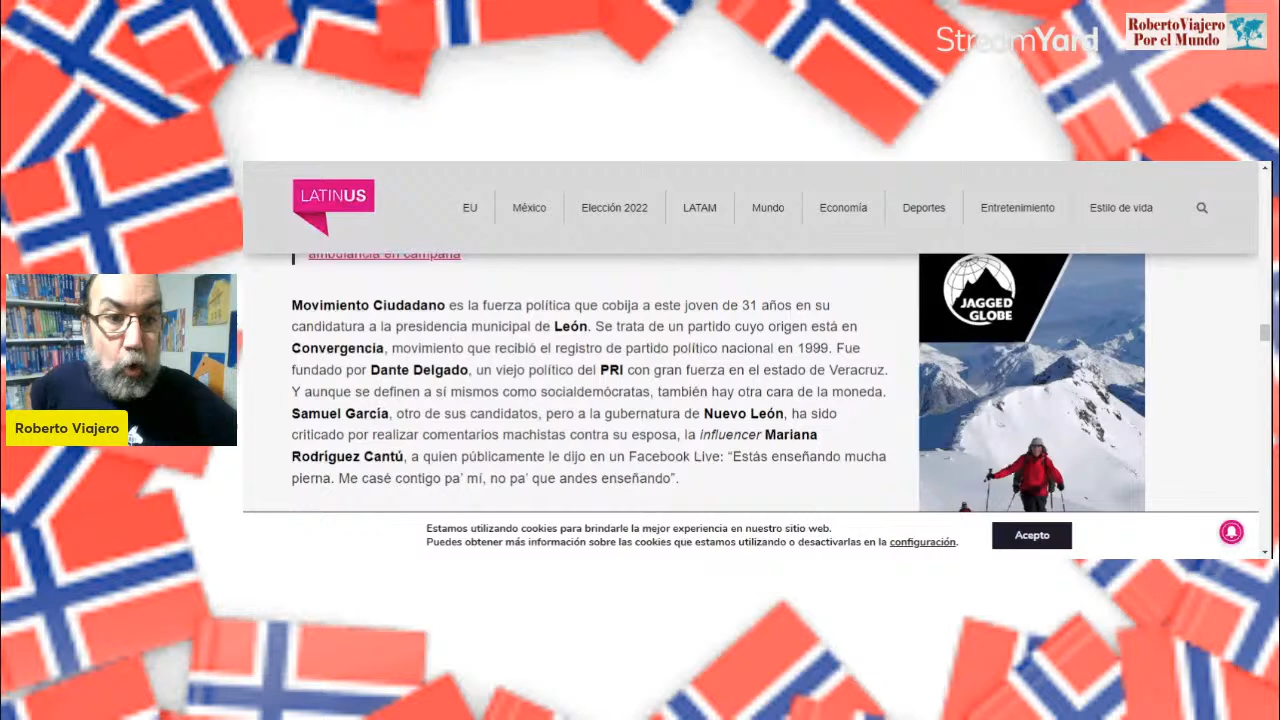 StreamYard
RobertoViajero
Por el Mundo
LATINUS
EU
México
Elección 2022
LATAM
Mundo
Economía
Deportes
Entretenimiento
Estilo de vida
ambulancia en campaña
Movimiento Ciudadano es la fuerza política que cobija a este joven de 31 años en su
candidatura a la presidencia municipal de León. Se trata de un partido cuyo origen está en
Convergencia, movimiento que recibió el registro de partido político nacional en 1999. Fue
fundado por Dante Delgado, un viejo político del PRI con gran fuerza en el estado de Veracruz.
Y aunque se definen a sí mismos como socialdemócratas, también hay otra cara de la moneda.
Samuel García, otro de sus candidatos, pero a la gubernatura de Nuevo León, ha sido
criticado por realizar comentarios machistas contra su esposa, la influencer Mariana
Rodríguez Cantú, a quien públicamente le dijo en un Facebook Live: “Estás enseñando mucha
pierna. Me casé contigo pa’ mí, no pa’ que andes enseñando”.
JAGGED
GLOBE
Roberto Viajero
Estamos utilizando cookies para brindarle la mejor experiencia en nuestro sitio web.
Puedes obtener más información sobre las cookies que estamos utilizando o desactivarlas en la configuración.
Acepto